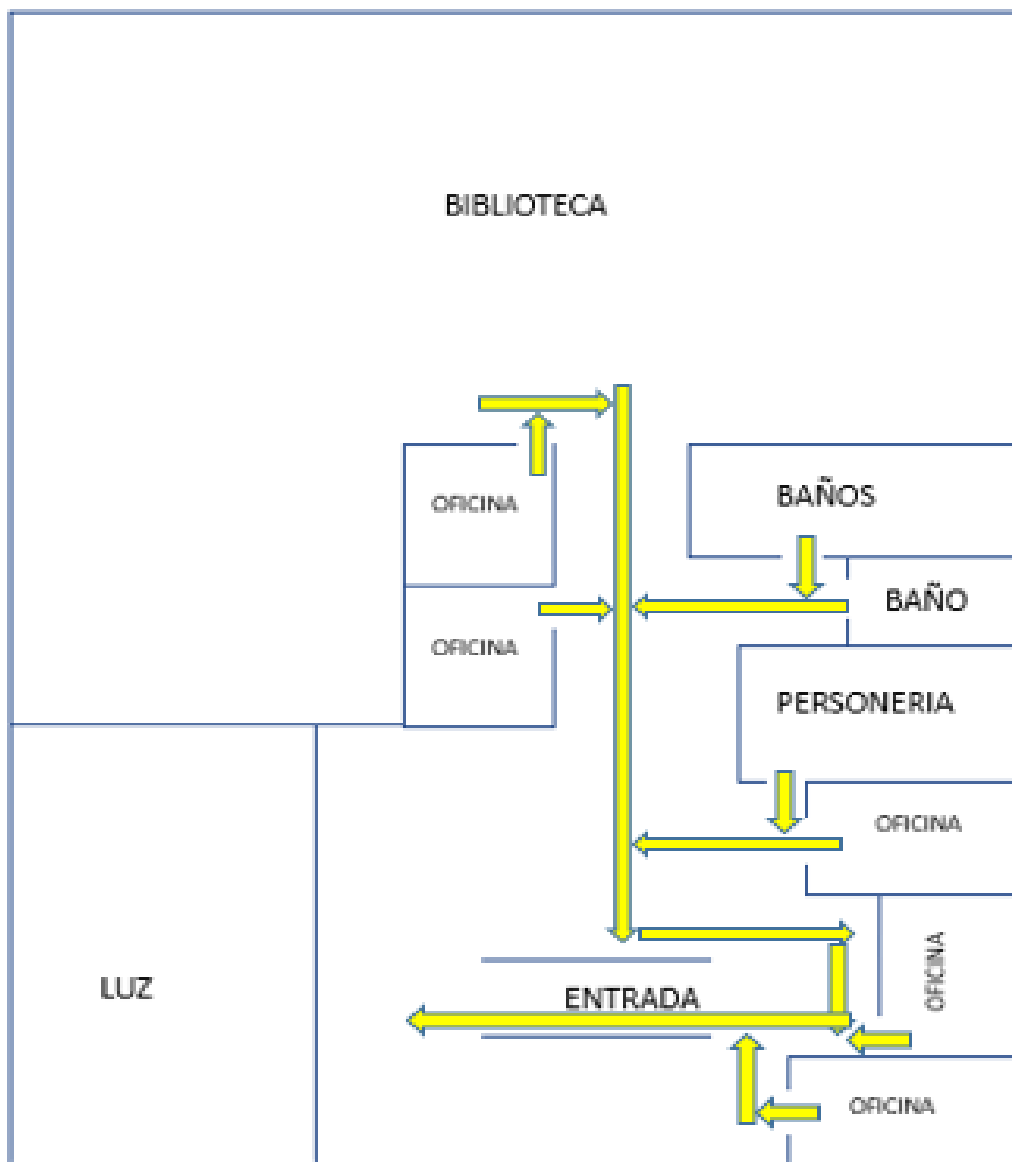 BIBLIOTECA
OFICINA
BAÑOS
BAÑO
OFICINA
PERSONERIA
OFICINA
OFICINA
LUZ
ENTRADA
OFICINA